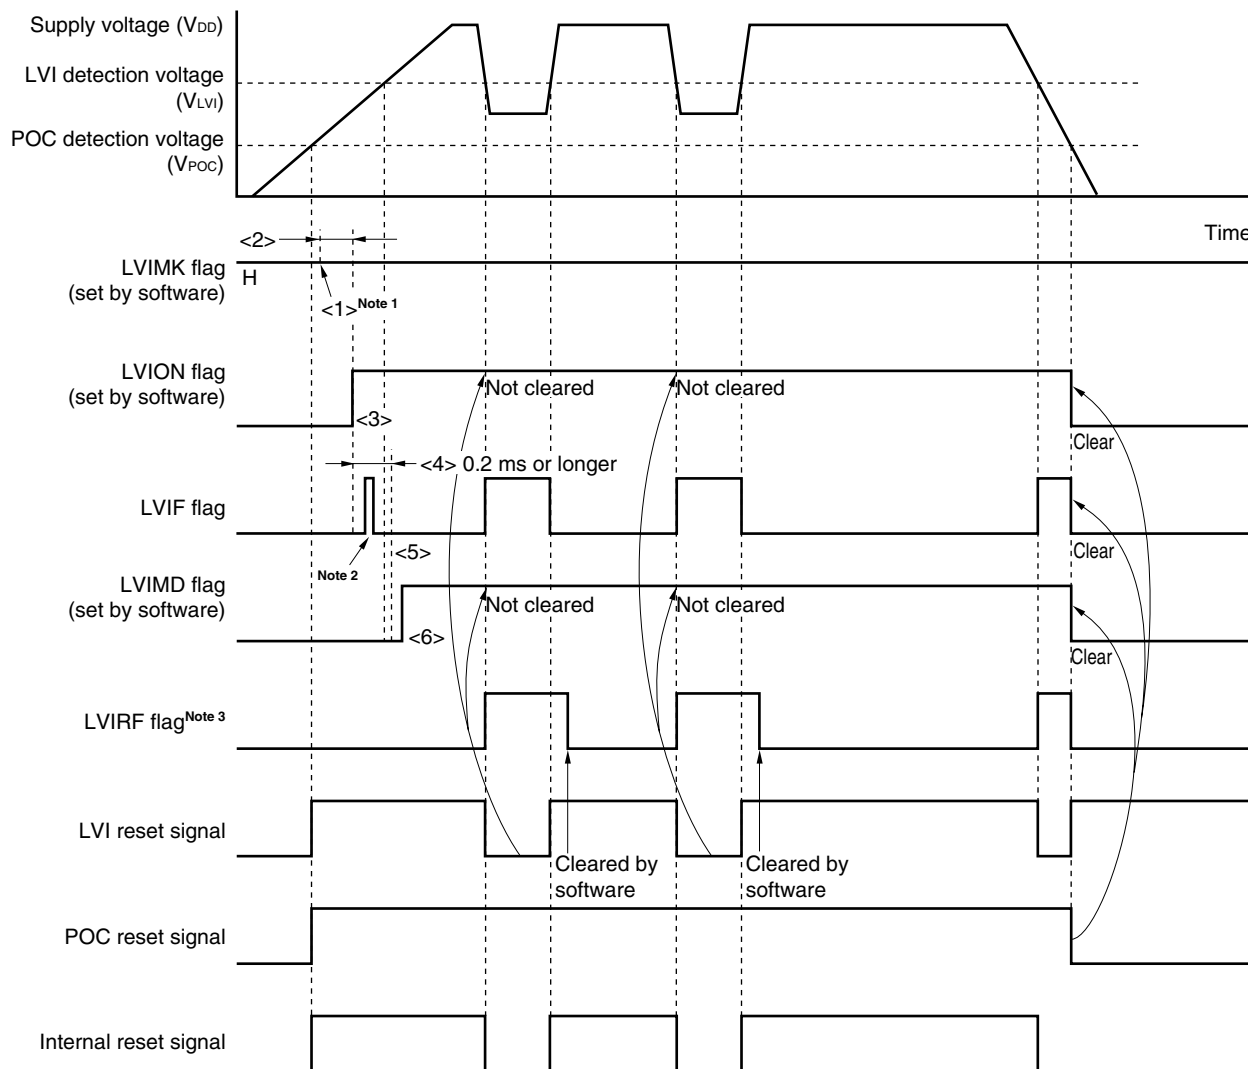 Supply voltage (VDD)
LVI detection voltage
(VLVI)
POC detection voltage
(VPOC)
Time
<2>
LVIMK flag
(set by software)
H
<1>Note 1
LVION flag
(set by software)
Not cleared
Not cleared
<3>
Clear
<4> 0.2 ms or longer
LVIF flag
Note 2
<5>
Clear
LVIMD flag
(set by software)
Not cleared
Not cleared
<6>
Clear
LVIRF flagNote 3
LVI reset signal
Cleared by
software
Cleared by
software
POC reset signal
Internal reset signal